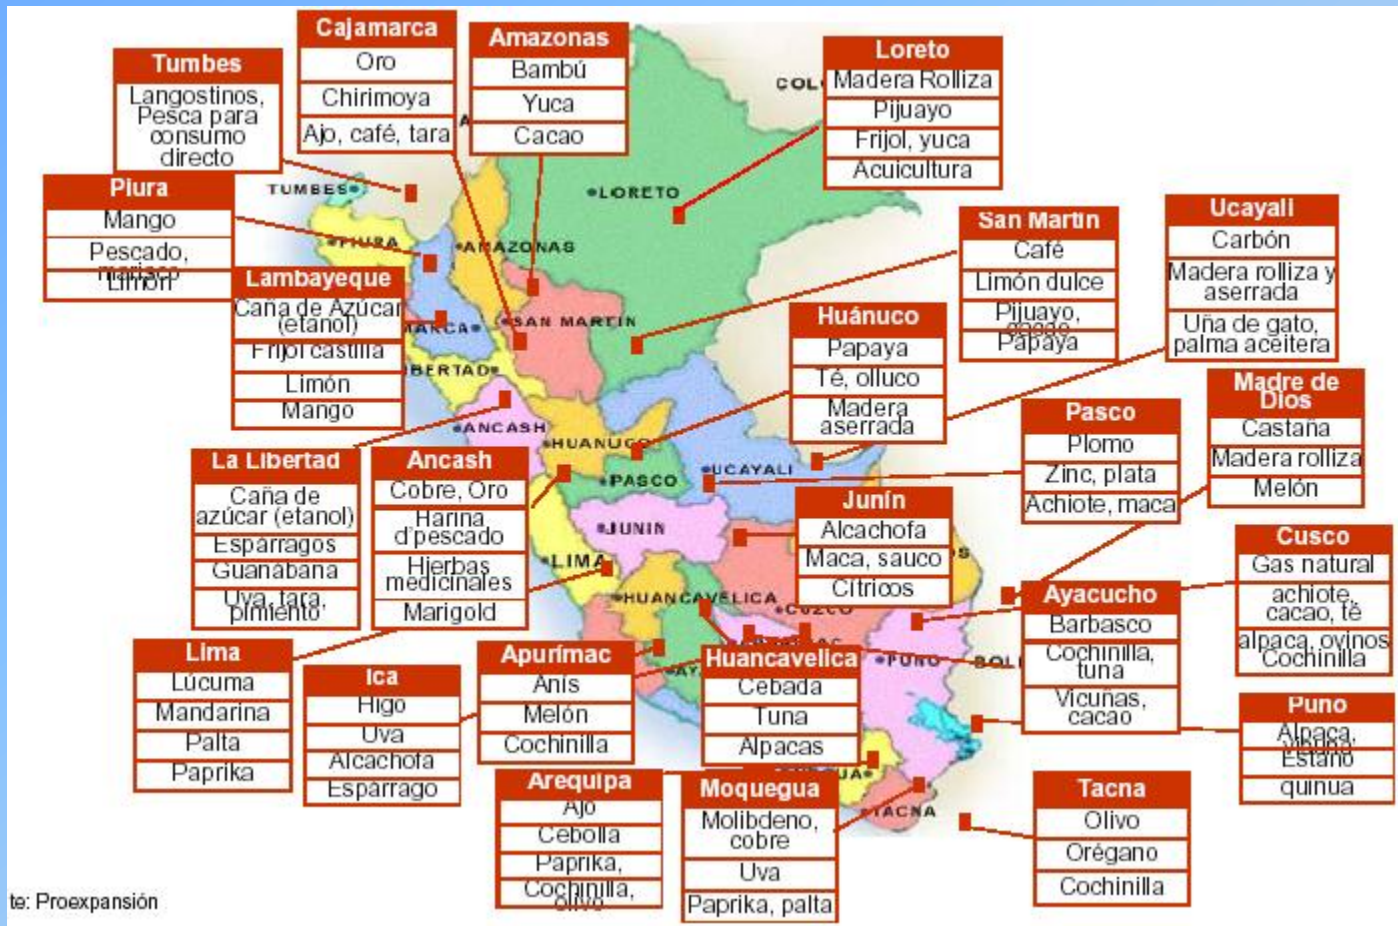 Cajamarca
Oro
Chirimoya
Ajo, café, tara
Amazonas
Bambú
Yuca
Cacao
Loreto
Madera Rolliza
Pijuayo
Frijol, yuca
Acuicultura
Tumbes
Langostinos,
Pesca para
consumo
directo
COLO
TUMBES
LORETO
PIURA
AMAZONAS
Piura
Mango
Pescado,
marisco
Limón
Lambayeque
Caña de Azúcar
(etanol)
Frijol castilla
Limón
Mango
San Martín
Café
Limón dulce
Pijuayo,
Papaya
Ucayali
Carbón
Madera rolliza y
aserrada
Uña de gato,
palma aceitera
Huánuco
Papaya
Té, olluco
Madera
aserrada
MARCA
SAN MARTIN
BERTAD
ANCASH
HUANUCO
PASCO
UCAYALI
JUNIN
LIMA
HUANCAVELICA
CUZCO
PUNO
BOLI
TACNA
Madre de
Dios
Castaña
Madera rolliza
Melón
Pasco
Plomo
Zinc, plata
Achiote, maca
La Libertad
Caña de
azúcar (etanol)
Espárragos
Guanábana
Uva, tara,
pimiento
Ancash
Cobre, Oro
Harina
d'pescado
Hierbas
medicinales
Marigold
Junín
Alcachofa
Maca, sauco
Cítricos
Cusco
Gas natural
achiote,
cacao, té
alpaca, ovinos
Cochinilla
Ayacucho
Barbasco
Cochinilla,
tuna
Vicuñas,
cacao
Lima
Lúcuma
Mandarina
Palta
Paprika
Ica
Higo
Uva
Alcachofa
Espárrago
Apurímac
Anís
Melón
Cochinilla
Huancavelica
Cebada
Tuna
Alpacas
Puno
Alpaca,
Estaño
quinua
Arequipa
Ajo
Cebolla
Paprika,
Cochinilla,
olivo
Moquegua
Molibdeno,
cobre
Uva
Paprika, palta
Tacna
Olivo
Orégano
Cochinilla
te: Proexpansión